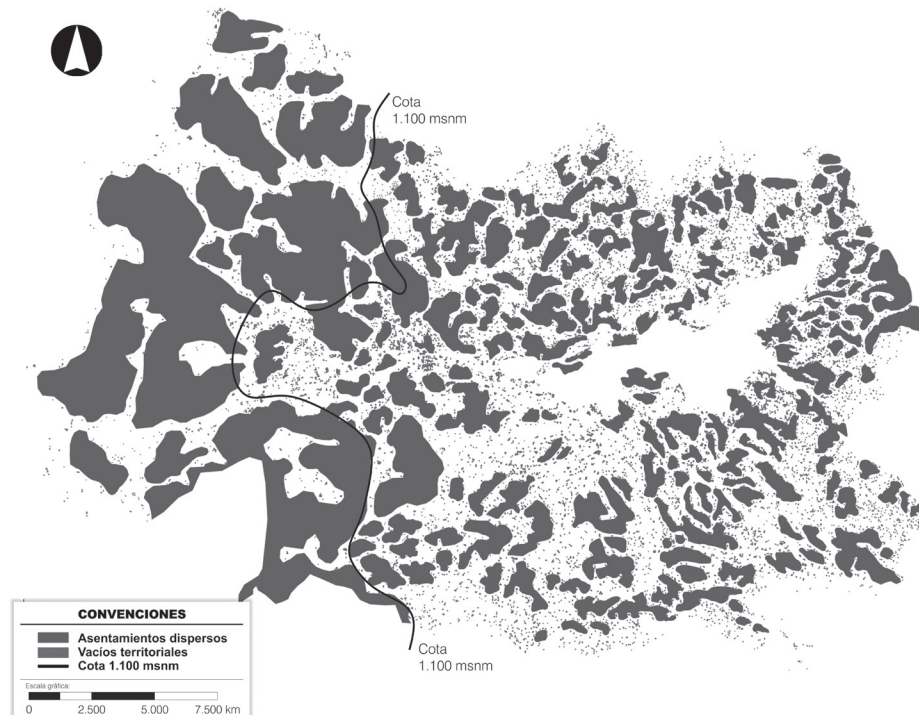 Cota
1.100 msnm
Cota
1.100 msnm
CONVENCIONES
Asentamientos dispersos
Vacíos territoriales
Cota 1.100 msnm
Escala gráfica:
0 2.500 5.000 7.500 km